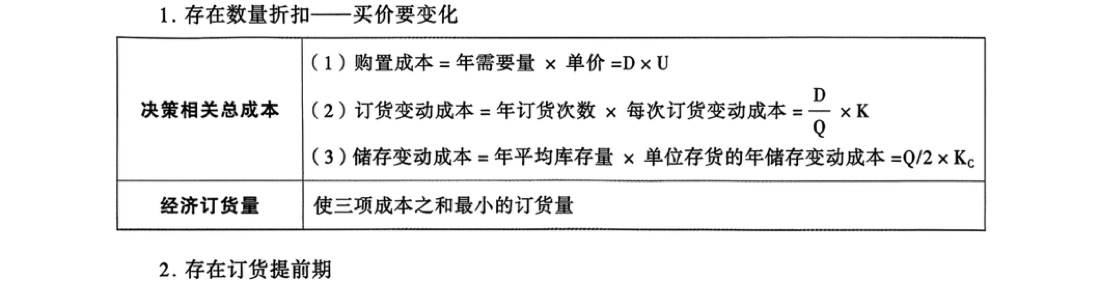 1. 存在数量折扣——买价要变化
决策相关总成本
(1) 购置成本 = 年需要量 × 单价 =D×U
(2) 订货变动成本 = 年订货次数 × 每次订货变动成本 = D/Q ×K
(3) 储存变动成本 = 年平均库存量 × 单位存货的年储存变动成本 =Q/2×Kc
经济订货量
使三项成本之和最小的订货量
2. 存在订货提前期